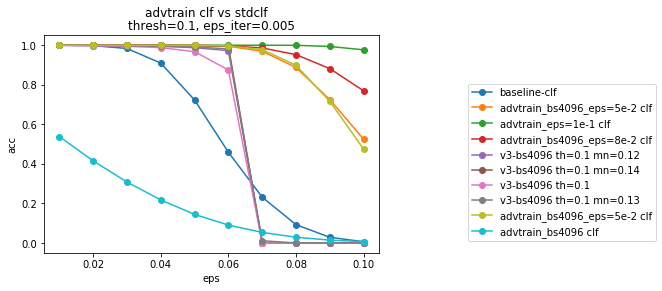 advtrain clf vs stdclf
thresh=0.1, eps_iter=0.005
1.0
0.8
0.6
0.4
0.2
0.0
acc
0.02
0.04
0.06
0.08
0.10
eps
baseline-clf
advtrain_bs4096_eps=5e-2 clf
advtrain_eps=1e-1 clf
advtrain_bs4096_eps=8e-2 clf
v3-bs4096 th=0.1 mn=0.12
v3-bs4096 th=0.1 mn=0.14
v3-bs4096 th=0.1
v3-bs4096 th=0.1 mn=0.13
advtrain_bs4096_eps=5e-2 clf
advtrain_bs4096 clf